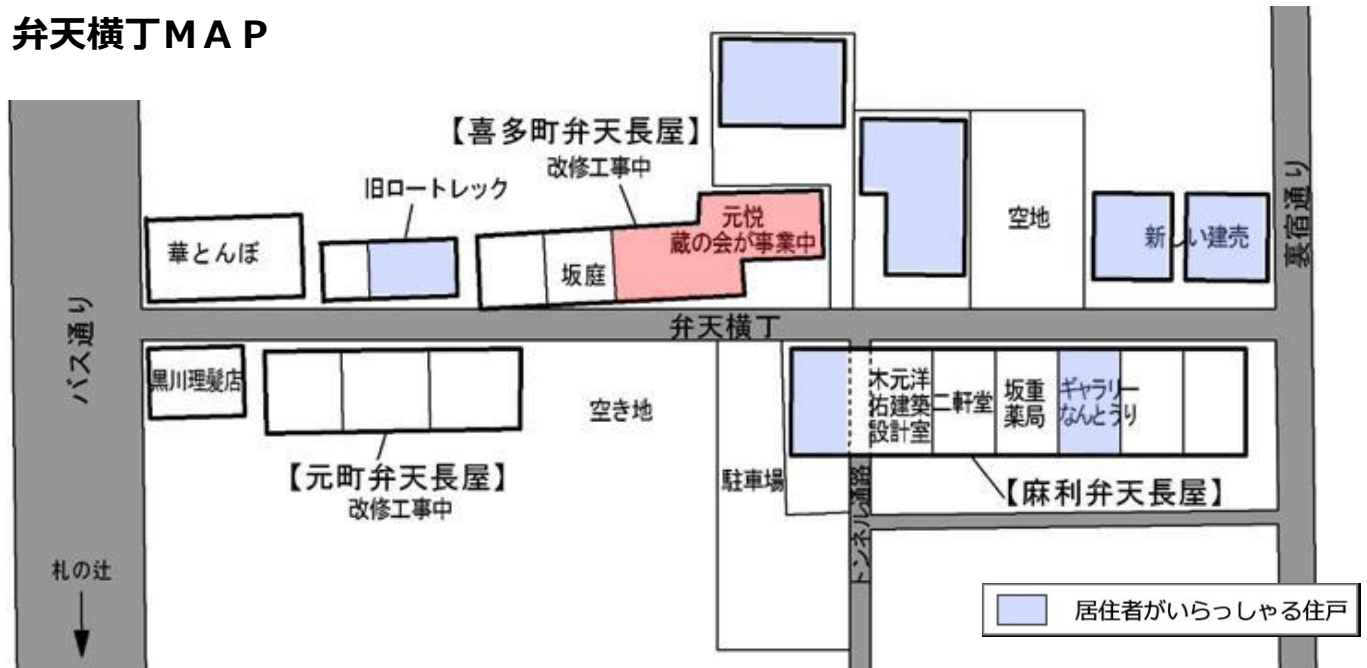 弁天横丁MAP
【喜多町弁天長屋】
改修工事中
旧ロートレック
華とんぼ
坂庭
元悦
蔵の会が事業中
空地
新しい建売
裏宿通り
バス通り
弁天横丁
黒川理髪店
空き地
【元町弁天長屋】
改修工事中
駐車場
木元洋
佑建築
設計室
二軒堂
坂重
薬局
ギャラリー
なんとうり
【麻利弁天長屋】
トンネル通路
札の辻
居住者がいらっしゃる住戸